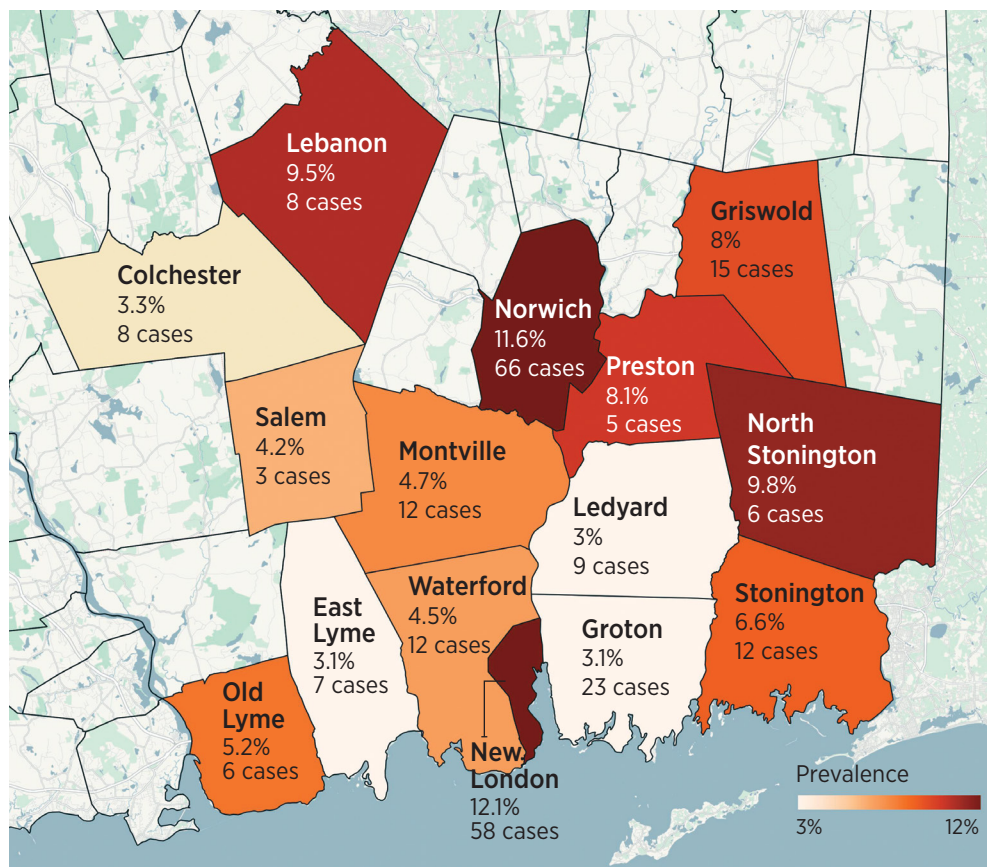 Lebanon
9.5%
8 cases
Griswold
8%
15 cases
Colchester
3.3%
8 cases
Norwich
11.6%
66 cases
Preston
8.1%
5 cases
Salem
4.2%
3 cases
Montville
4.7%
12 cases
North
Stonington
9.8%
6 cases
Ledyard
3%
9 cases
Waterford
4.5%
12 cases
East
Lyme
3.1%
7 cases
Groton
3.1%
23 cases
Stonington
6.6%
12 cases
Old
Lyme
5.2%
6 cases
New
London
12.1%
58 cases
Prevalence
3%
12%